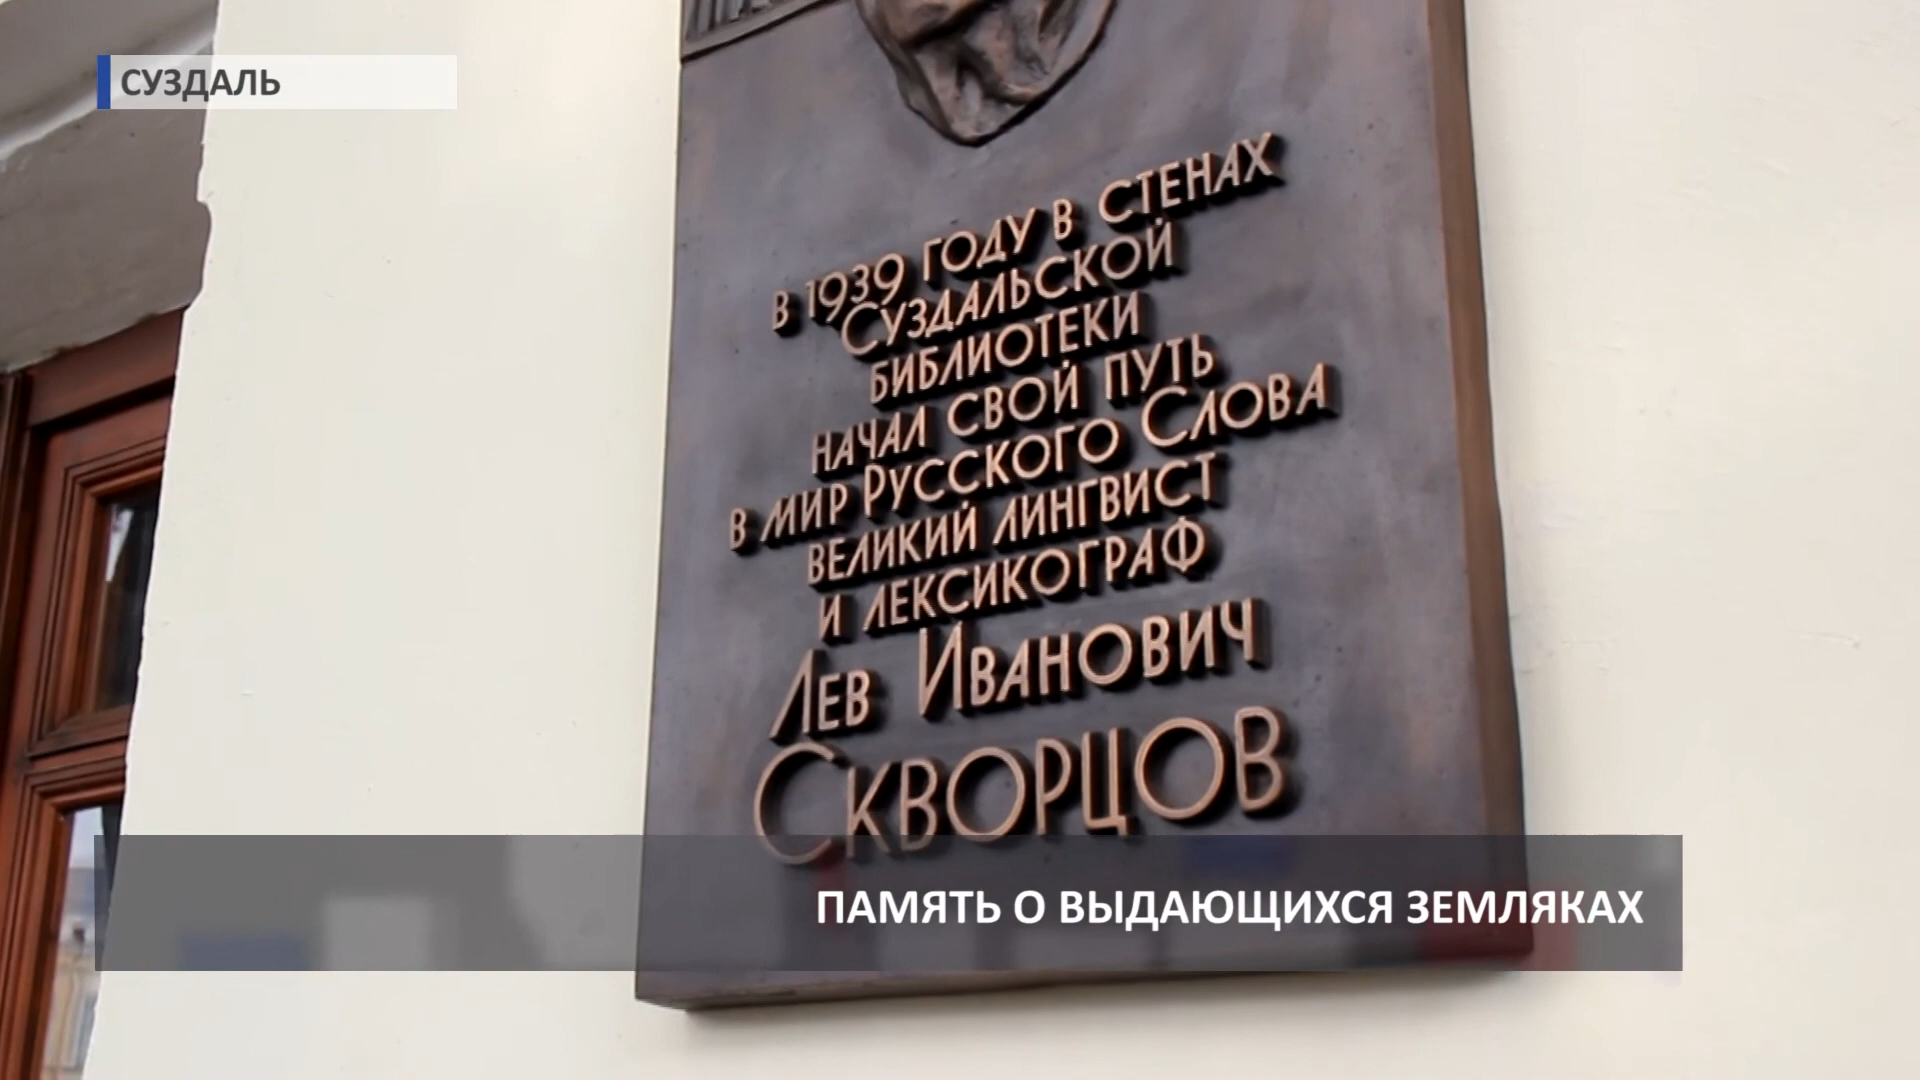 СУЗДАЛЬ
В 1939 ГОДУ В СТЕНАХ
СУЗДАЛЬСКОЙ
БИБЛИОТЕКИ
НАЧАЛ СВОЙ ПУТЬ
В МИР РУССКОГО СЛОВА
ВЕЛИКИЙ ЛИНГВИСТ
И ЛЕКСИКОГРАФ
ЛЕВ ИВАНОВИЧ
СКВОРЦОВ
ПАМЯТЬ О ВЫДАЮЩИХСЯ ЗЕМЛЯКАХ